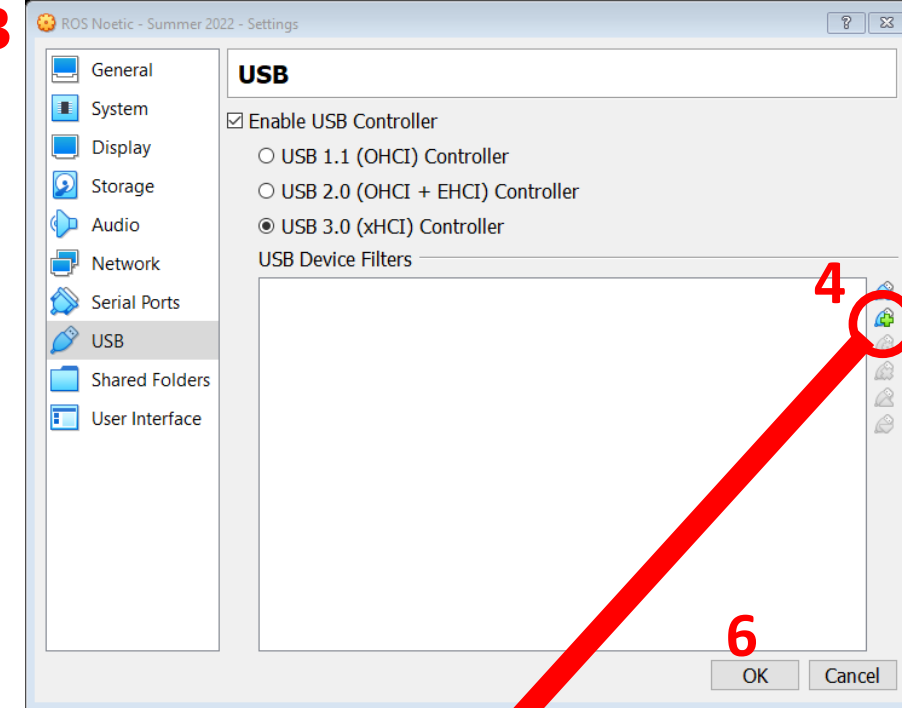 3
ROS Noetic - Summer 2022 - Settings
General
System
Display
Storage
Audio
Network
Serial Ports
USB
Shared Folders
User Interface
USB
Enable USB Controller
USB 1.1 (OHCI) Controller
USB 2.0 (OHCI + EHCI) Controller
USB 3.0 (xHCI) Controller
USB Device Filters
4
6
OK Cancel